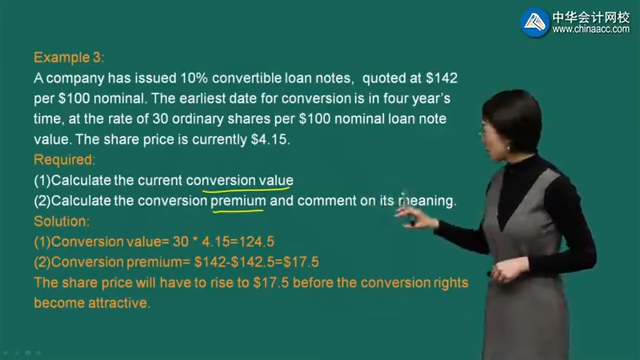 中华会计网校
www.chinaacc.com
Example 3:
A company has issued 10% convertible loan notes, quoted at $142
per $100 nominal. The earliest date for conversion is in four year's
time, at the rate of 30 ordinary shares per $100 nominal loan note
value. The share price is currently $4.15.
Required:
(1)Calculate the current conversion value
(2)Calculate the conversion premium and comment on its meaning.
Solution:
(1)Conversion value= 30 * 4.15=124.5
(2)Conversion premium= $142-$142.5=$17.5
The share price will have to rise to $17.5 before the conversion rights
become attractive.